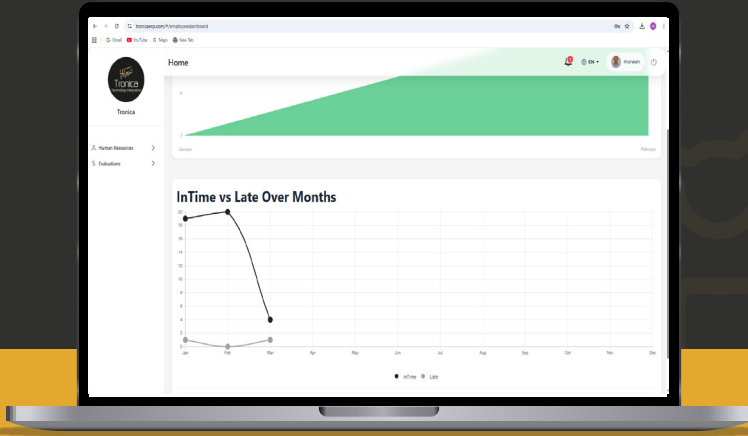 tronicaerp.com/#/employeedashboard
Gmail YouTube Maps New Tab
Tronica
Home
EN
marwan
Tronica
Human Resources
Evaluations
January February
InTime vs Late Over Months
20
18
16
14
12
10
8
6
4
2
0
Jan Feb Mar Apr May Jun Jul Aug Sep Oct Nov Dec
InTime Late